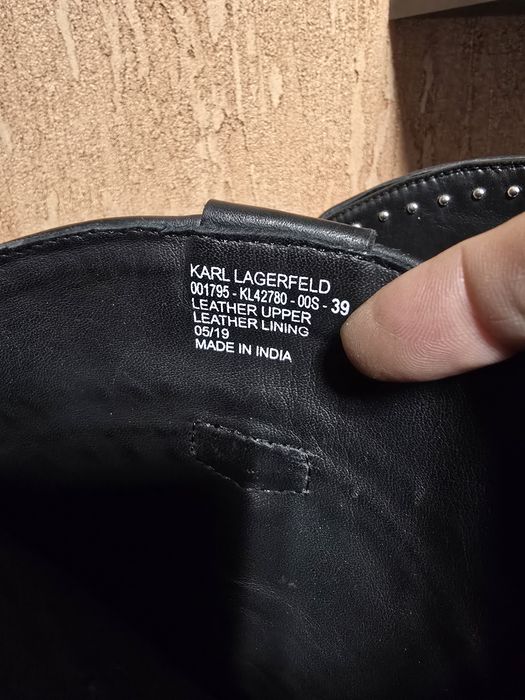 KARL LAGERFELD
001795 - KL42780 - 00S - 39
LEATHER UPPER
LEATHER LINING
05/19
MADE IN INDIA